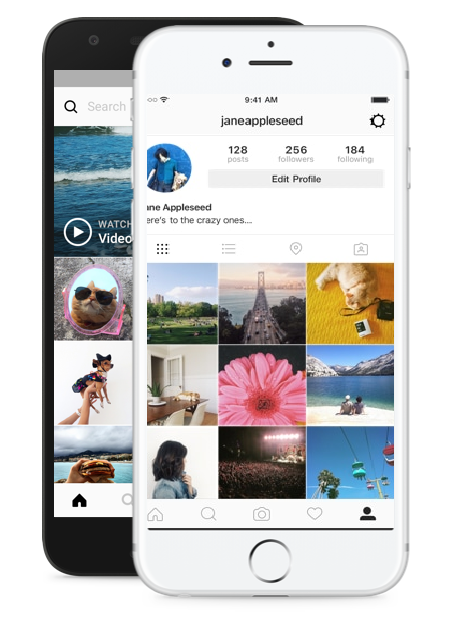 Search
WATCH
Video
9:41 AM
janeappleseed
128
posts
256
followers
184
following
Edit Profile
ane Appleseed
ere's to the crazy ones....